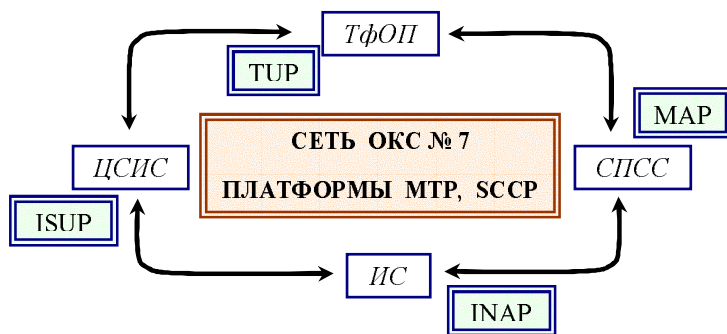 ТфОП
TUP
MAP
СЕТЬ ОКС № 7
ПЛАТФОРМЫ МТР, SCCP
ЦСИС
СПСС
ISUP
ИС
INAP